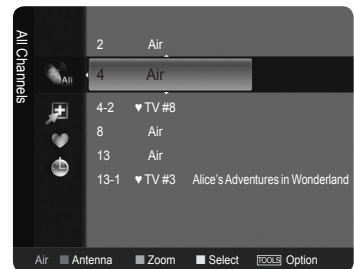 All Channels
All
2 Air
4 Air
4-2 ♥ TV #8
8 Air
13 Air
13-1 ♥ TV #3 Alice's Adventures in Wonderland
Air Antenna Zoom Select TOOLS Option